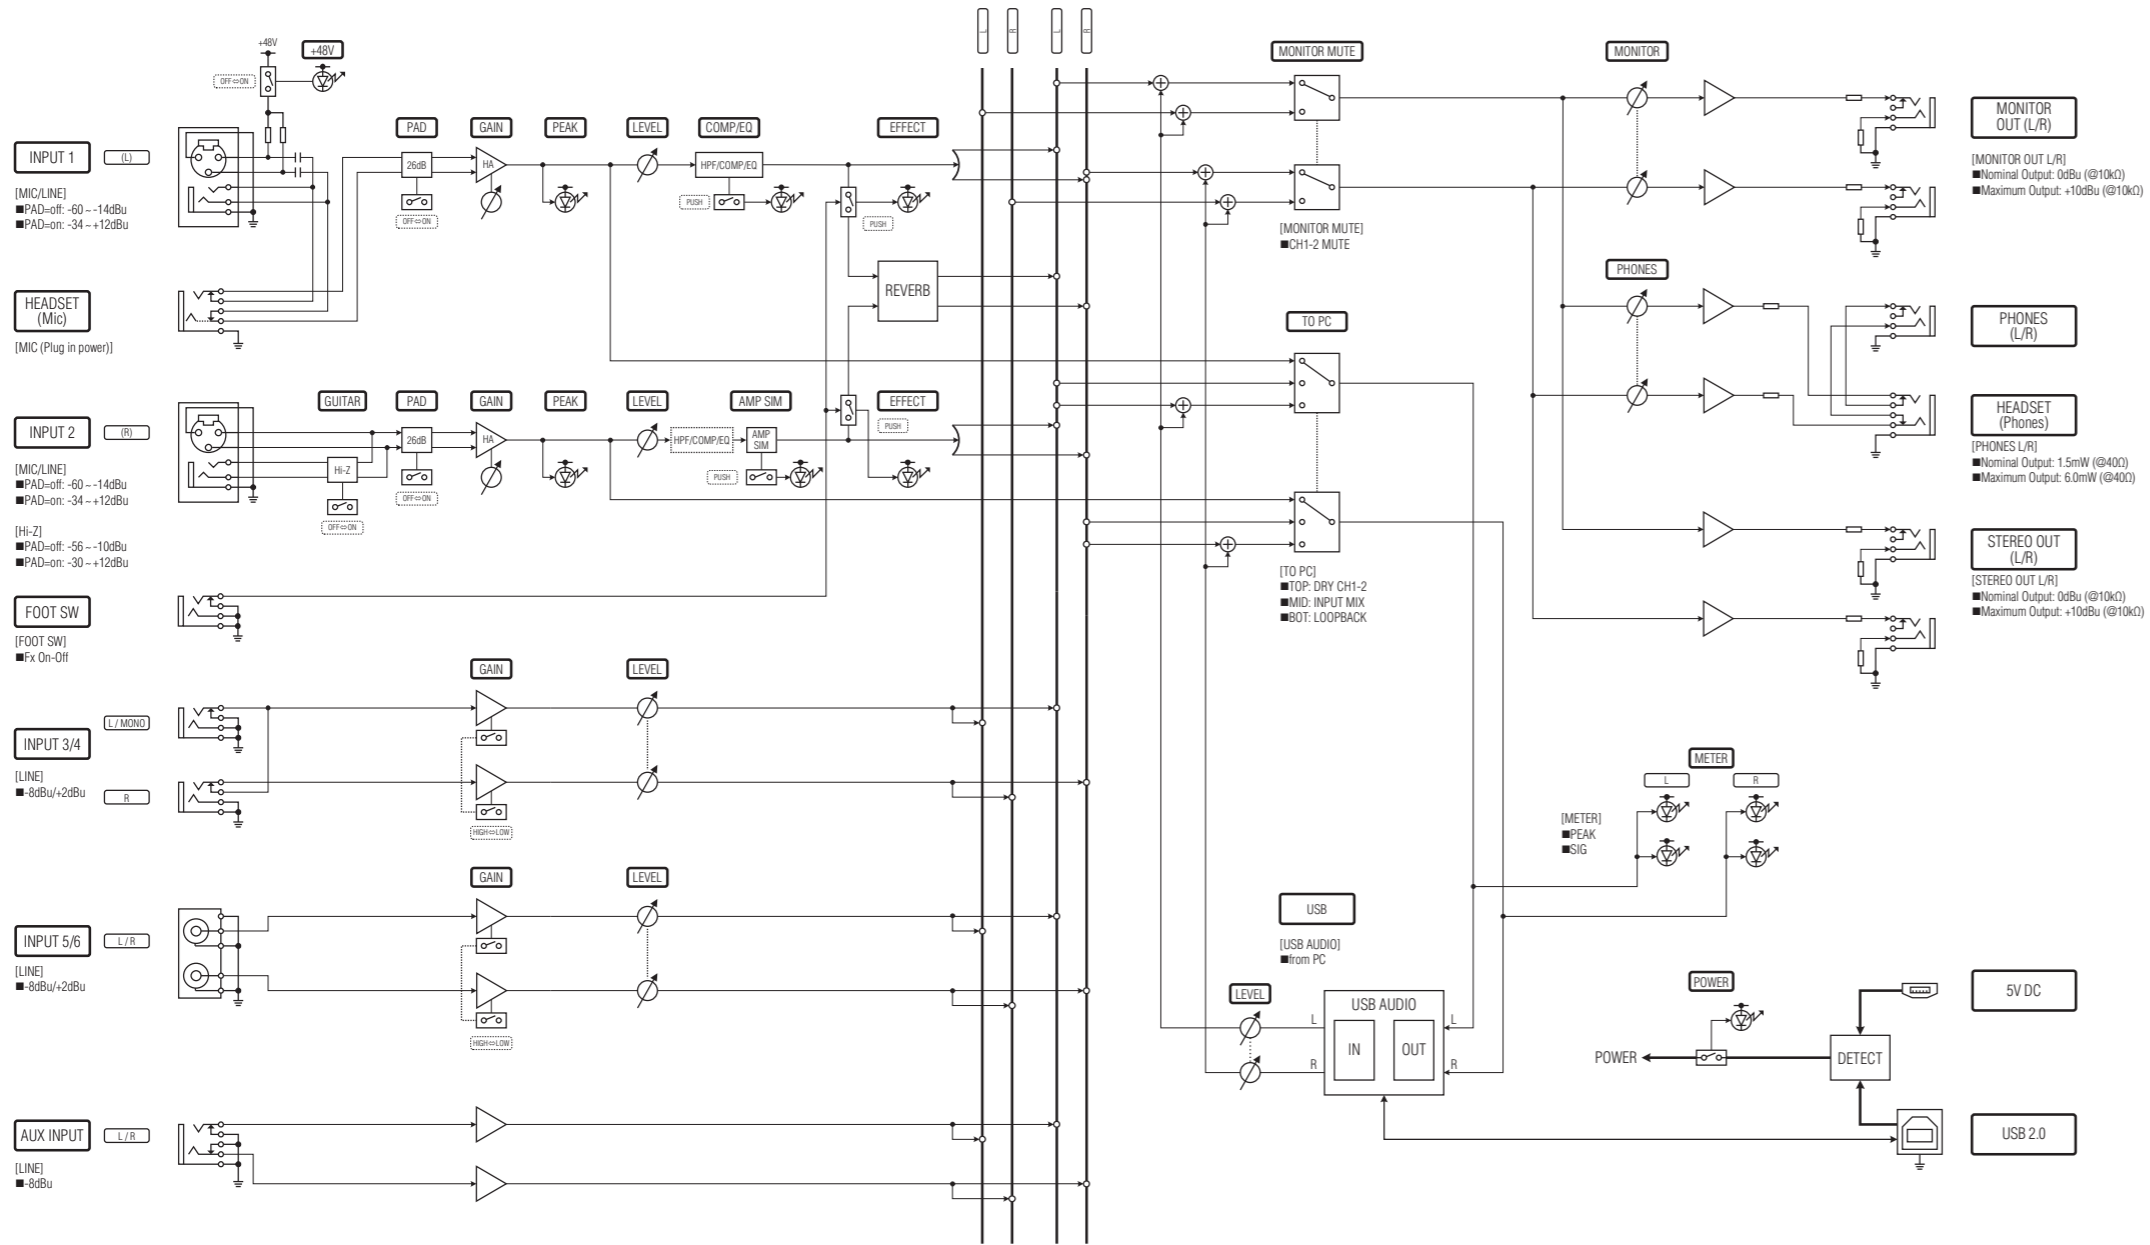 L
R
L
R
+48V
+48V
OFF⇔ON
MONITOR MUTE
MONITOR
INPUT 1
(L)
[MIC/LINE]
■PAD=off: -60 ~ -14dBu
■PAD=on: -34 ~ +12dBu
PAD
GAIN
PEAK
LEVEL
COMP/EQ
EFFECT
26dB
HA
HPF/COMP/EQ
OFF⇔ON
PUSH
PUSH
MONITOR
OUT (L/R)
[MONITOR OUT L/R]
■Nominal Output: 0dBu (@10kΩ)
■Maximum Output: +10dBu (@10kΩ)
[MONITOR MUTE]
■CH1-2 MUTE
HEADSET
(Mic)
[MIC (Plug in power)]
REVERB
PHONES
TO PC
PHONES
(L/R)
INPUT 2
(R)
[MIC/LINE]
■PAD=off: -60 ~ -14dBu
■PAD=on: -34 ~ +12dBu
[Hi-Z]
■PAD=off: -56 ~ -10dBu
■PAD=on: -30 ~ +12dBu
GUITAR
PAD
GAIN
PEAK
LEVEL
AMP SIM
EFFECT
PUSH
26dB
HA
HPF/COMP/EQ
AMP
SIM
Hi-Z
PUSH
OFF⇔ON
OFF⇔ON
HEADSET
(Phones)
[PHONES L/R]
■Nominal Output: 1.5mW (@40Ω)
■Maximum Output: 6.0mW (@40Ω)
STEREO OUT
(L/R)
[STEREO OUT L/R]
■Nominal Output: 0dBu (@10kΩ)
■Maximum Output: +10dBu (@10kΩ)
[TO PC]
■TOP: DRY CH1-2
■MID: INPUT MIX
■BOT: LOOPBACK
FOOT SW
[FOOT SW]
■Fx On-Off
GAIN
LEVEL
L / MONO
INPUT 3/4
[LINE]
■-8dBu/+2dBu
R
HIGH⇔LOW
METER
L
R
[METER]
■PEAK
■SIG
GAIN
LEVEL
INPUT 5/6
L / R
[LINE]
■-8dBu/+2dBu
HIGH⇔LOW
USB
[USB AUDIO]
■from PC
LEVEL
USB AUDIO
L
IN
OUT
L
R
R
POWER
5V DC
POWER
DETECT
AUX INPUT
L / R
[LINE]
■-8dBu
USB 2.0